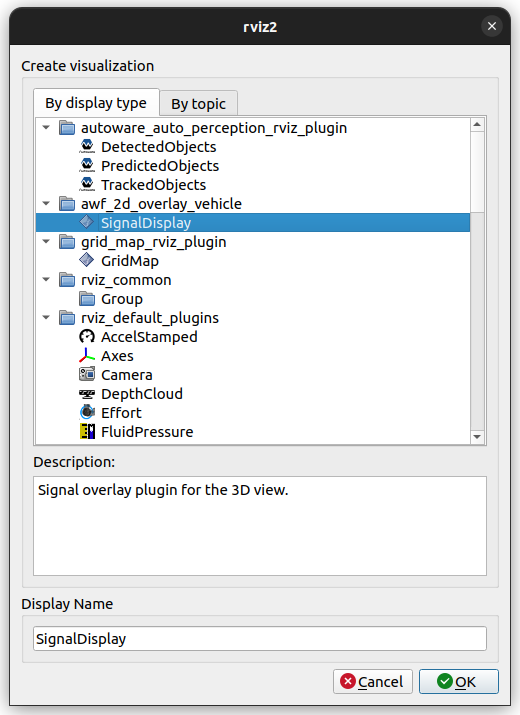 rviz2
Create visualization
By display type
By topic
autoware_auto_perception_rviz_plugin
DetectedObjects
PredictedObjects
TrackedObjects
awf_2d_overlay_vehicle
SignalDisplay
grid_map_rviz_plugin
GridMap
rviz_common
Group
rviz_default_plugins
AccelStamped
Axes
Camera
DepthCloud
Effort
FluidPressure
Description:
Signal overlay plugin for the 3D view.
Display Name
SignalDisplay
Cancel
OK